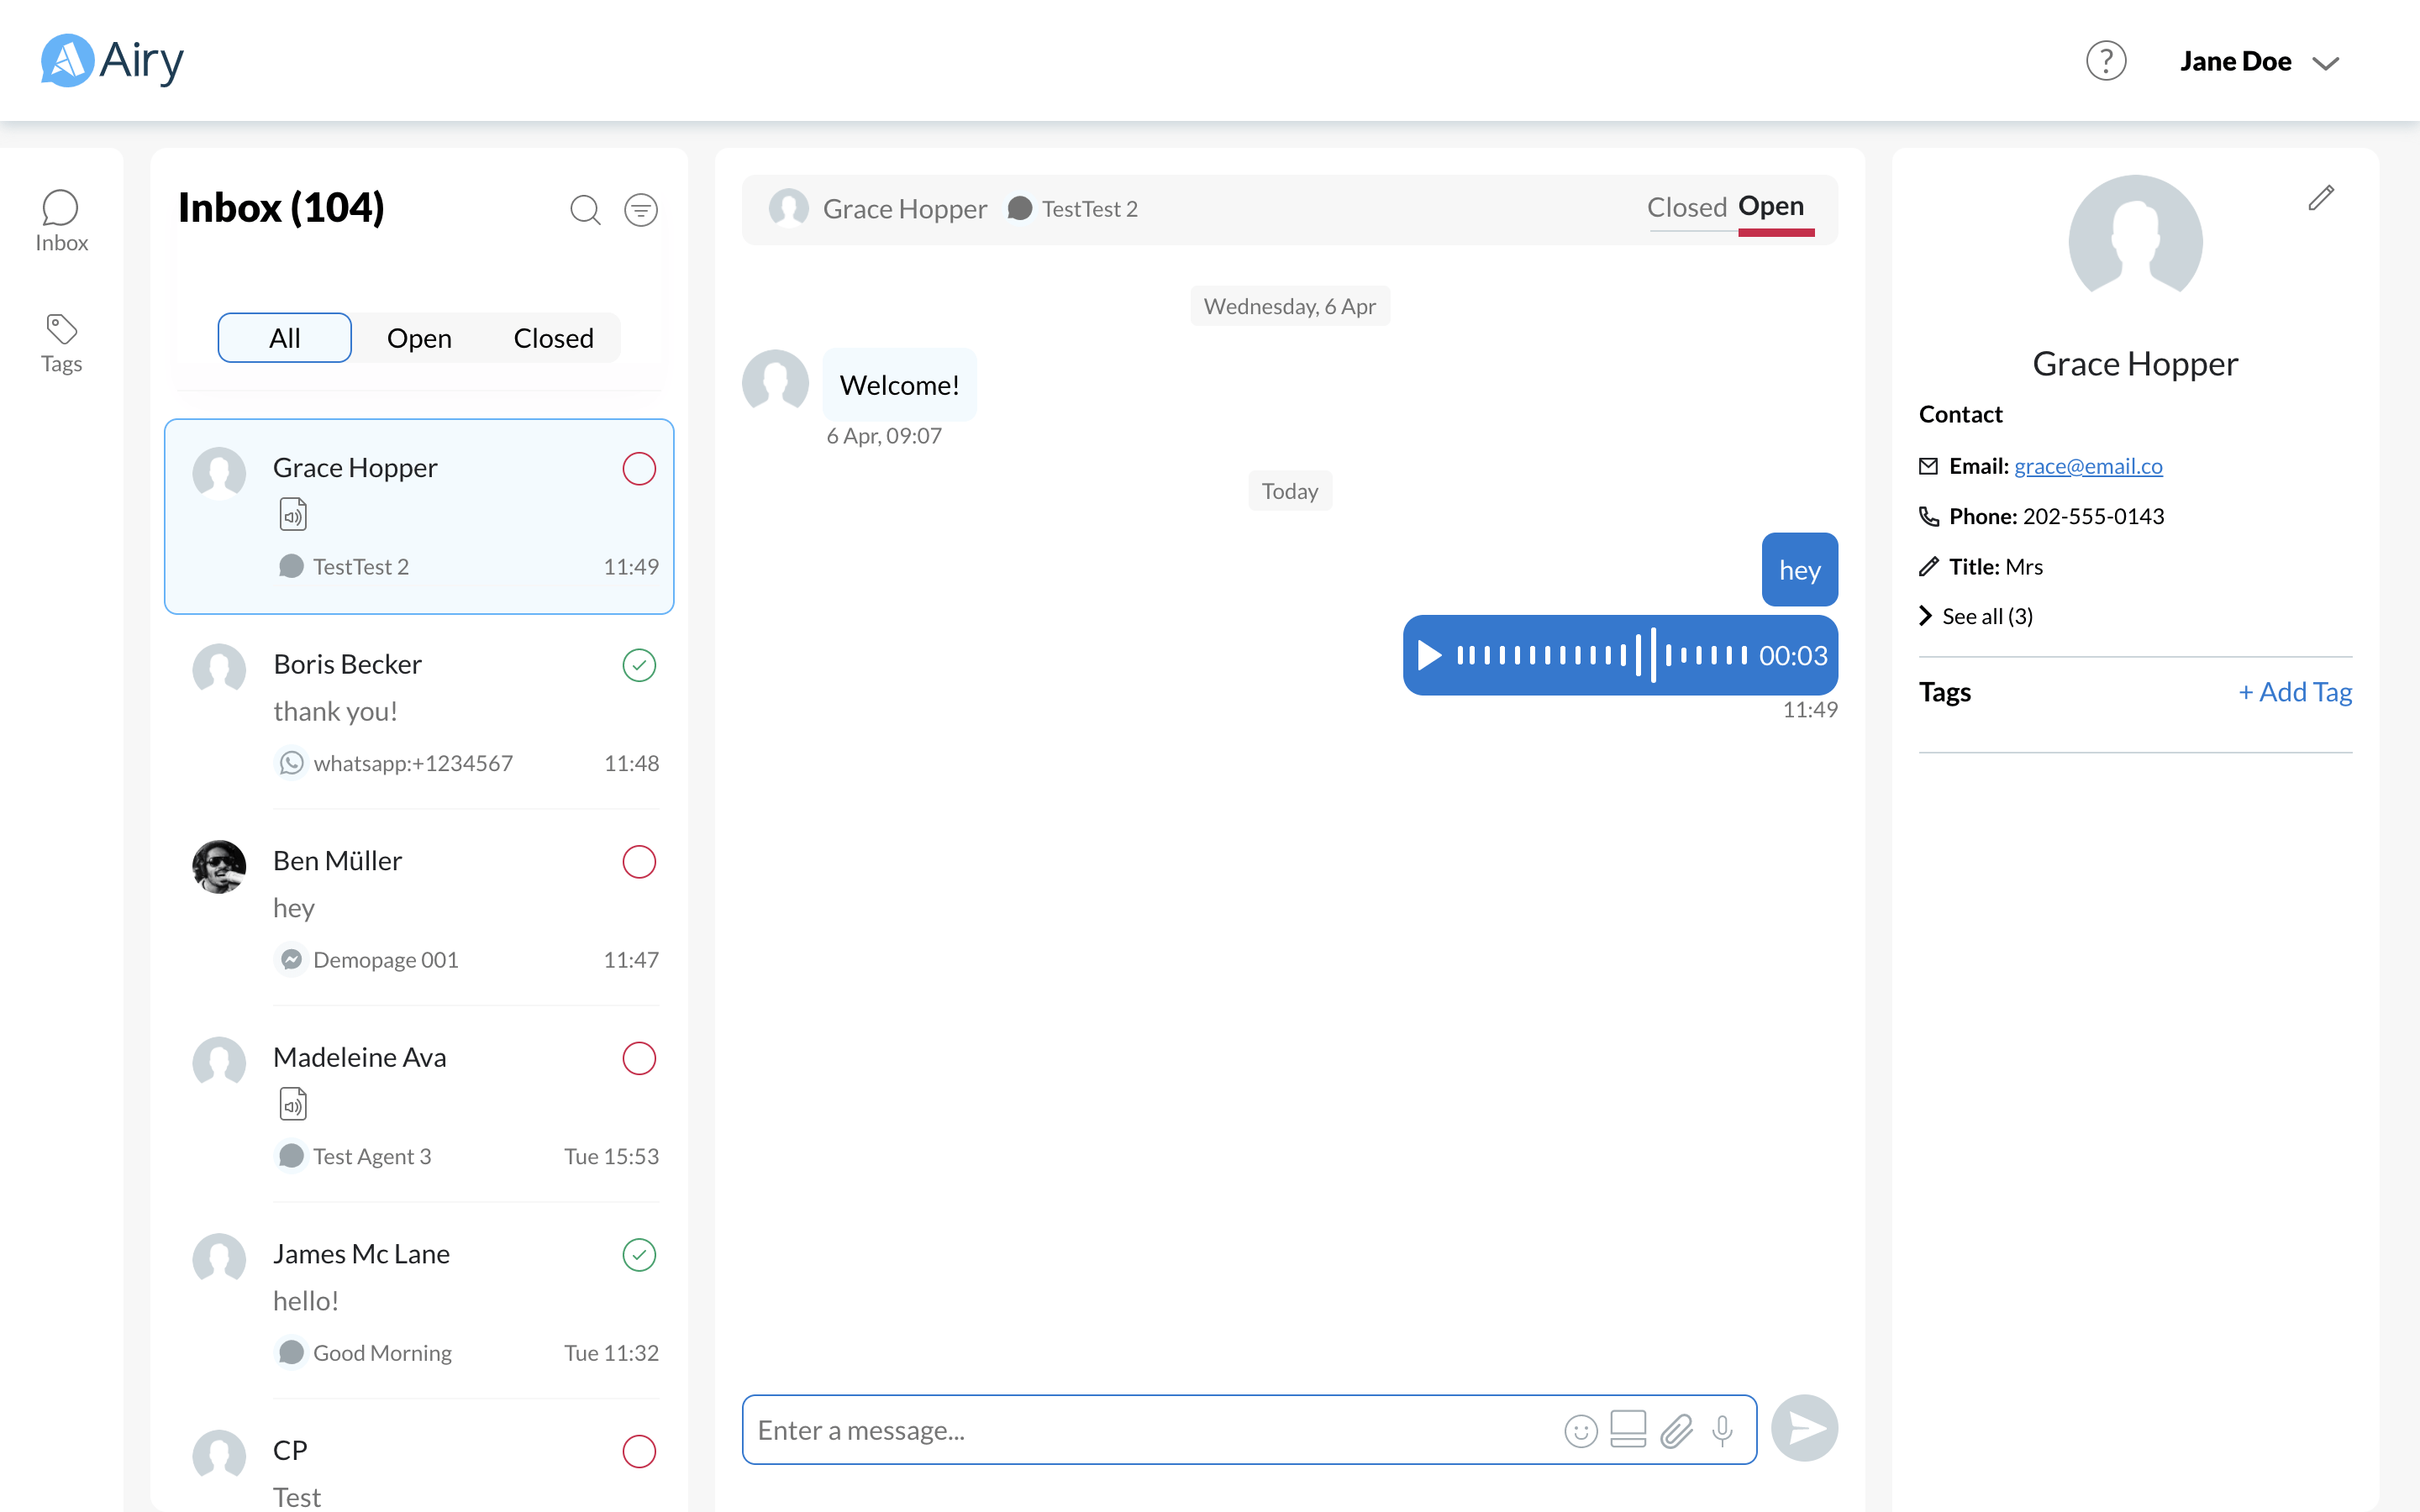 Airy
?
Jane Doe
Inbox
Tags
Inbox (104)
All
Open
Closed
Grace Hopper
TestTest 2
11:49
Boris Becker
thank you!
whatsapp:+1234567
11:48
Ben Müller
hey
Demopage 001
11:47
Madeleine Ava
Test Agent 3
Tue 15:53
James Mc Lane
hello!
Good Morning
Tue 11:32
CP
Test
Grace Hopper
TestTest 2
Closed
Open
Wednesday, 6 Apr
Welcome!
6 Apr, 09:07
Today
hey
00:03
11:49
Enter a message...
Grace Hopper
Contact
Email: grace@email.co
Phone: 202-555-0143
Title: Mrs
See all (3)
Tags
+ Add Tag